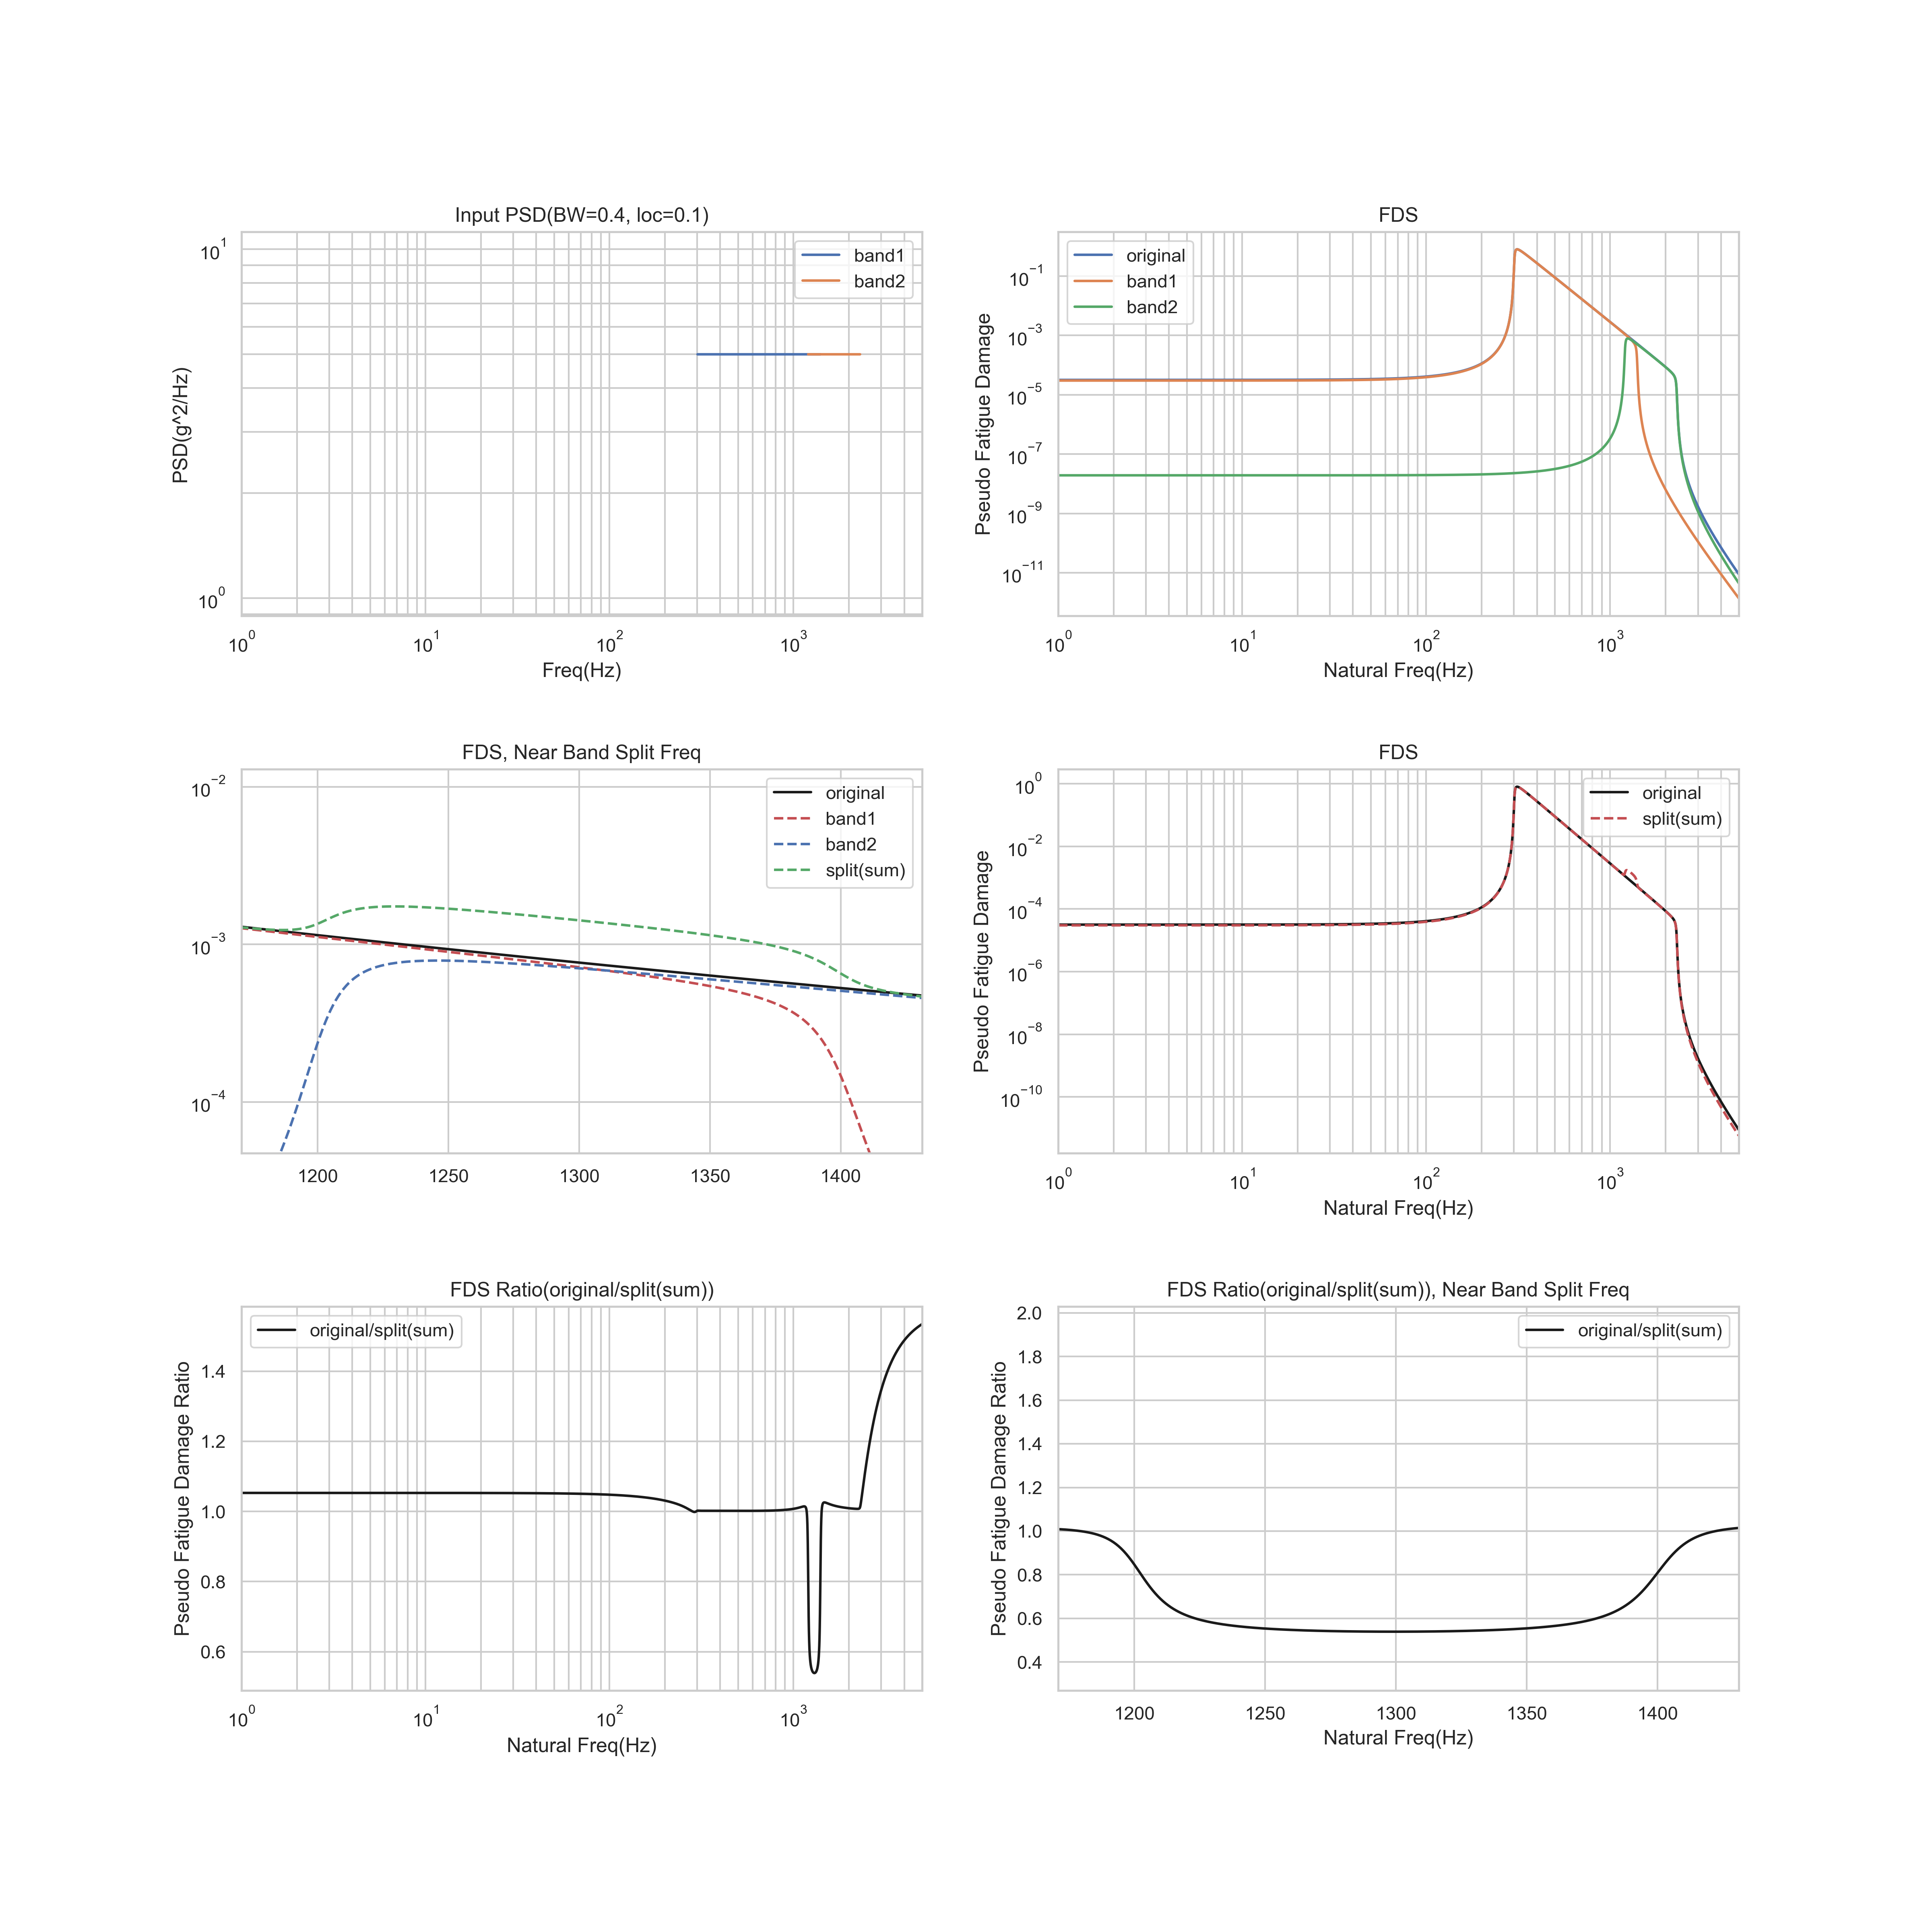 Input PSD(BW=0.4, loc=0.1)
PSD(g^2/Hz)
10^1
10^0
band1
band2
10^0 10^1 10^2 10^3
Freq(Hz)
FDS
Pseudo Fatigue Damage
original
band1
band2
10^−1
10^−3
10^−5
10^−7
10^−9
10^−11
10^0 10^1 10^2 10^3
Natural Freq(Hz)
FDS, Near Band Split Freq
10^−2
10^−3
10^−4
original
band1
band2
split(sum)
1200 1250 1300 1350 1400
FDS
Pseudo Fatigue Damage
10^0
10^−2
10^−4
10^−6
10^−8
10^−10
original
split(sum)
10^0 10^1 10^2 10^3
Natural Freq(Hz)
FDS Ratio(original/split(sum))
Pseudo Fatigue Damage Ratio
original/split(sum)
1.4
1.2
1.0
0.8
0.6
10^0 10^1 10^2 10^3
Natural Freq(Hz)
FDS Ratio(original/split(sum)), Near Band Split Freq
Pseudo Fatigue Damage Ratio
2.0
1.8
1.6
1.4
1.2
1.0
0.8
0.6
0.4
original/split(sum)
1200 1250 1300 1350 1400
Natural Freq(Hz)